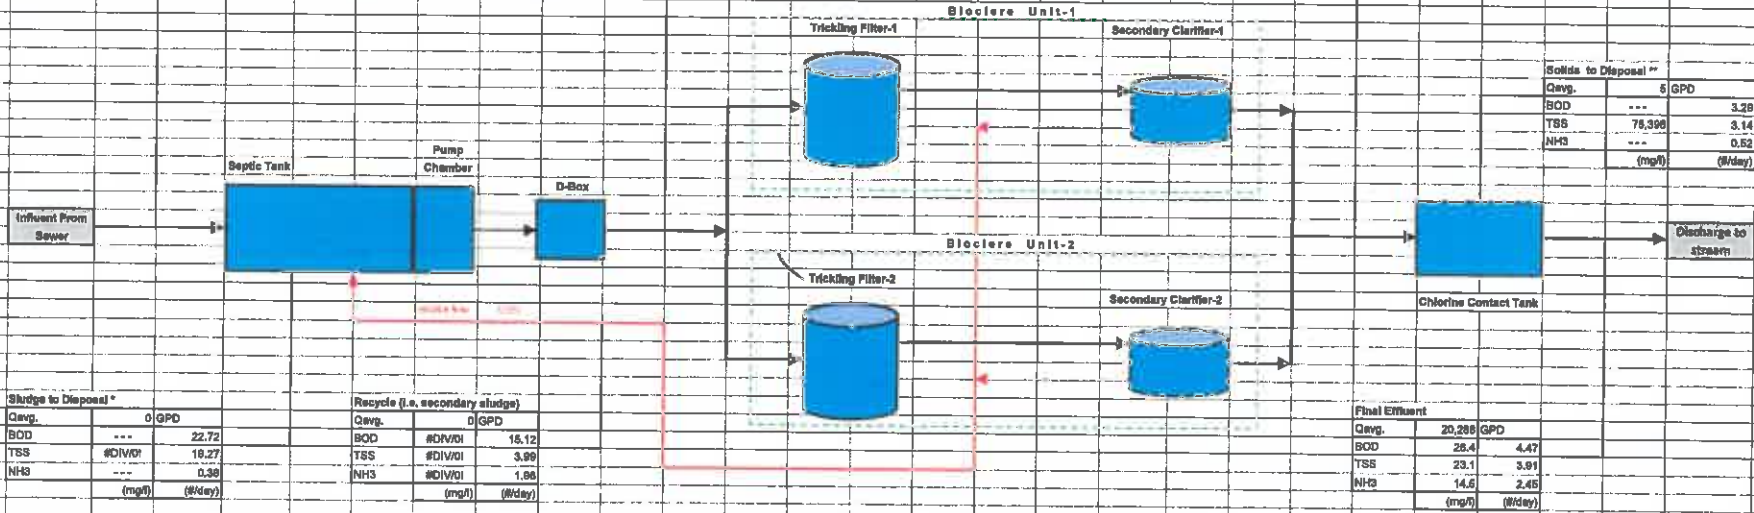 Bioclere Unit-1
Trickling Filter-1
Secondary Clarifier-1
Solids to Disposal **
Qavg. 5 GPD
BOD --- 3.28
TSS 75,396 3.14
NH3 --- 0.52
(mg/l) (#/day)
Septic Tank
Pump
Chamber
D-Box
Influent From
Sewer
Discharge to
stream
Bioclere Unit-2
Trickling Filter-2
Secondary Clarifier-2
Chlorine Contact Tank
Sludge to Disposal *
Qavg. 0 GPD
BOD --- 22.72
TSS #DIV/0! 18.27
NH3 --- 0.38
(mg/l) (#/day)
Recycle (i.e. secondary sludge)
Qavg. 0 GPD
BOD #DIV/0! 15.12
TSS #DIV/0! 3.99
NH3 #DIV/0! 1.96
(mg/l) (#/day)
Final Effluent
Qavg. 20,288 GPD
BOD 26.4 4.47
TSS 23.1 3.91
NH3 14.5 2.45
(mg/l) (#/day)